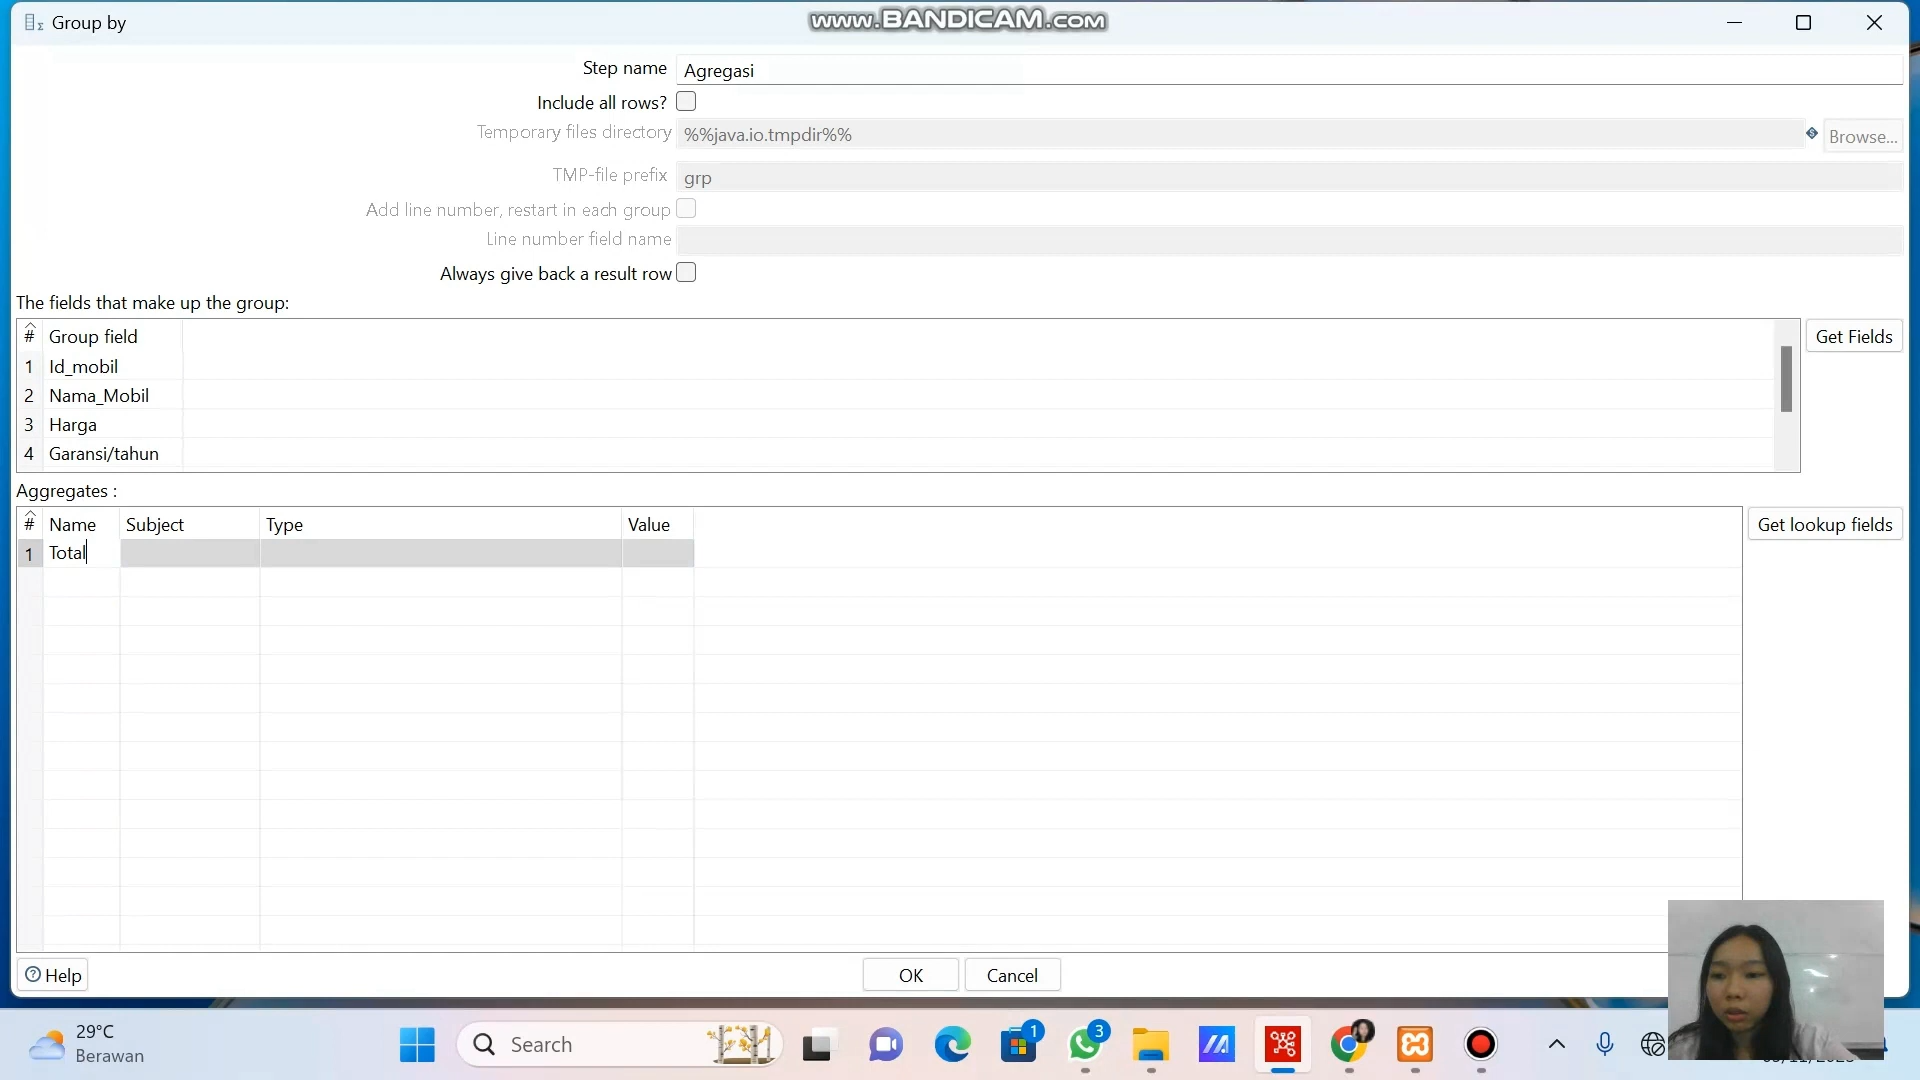 Group by
www.BANDICAM.com
Step name
Agregasi
Include all rows?
Temporary files directory
%%java.io.tmpdir%%
Browse...
TMP-file prefix
grp
Add line number, restart in each group
Line number field name
Always give back a result row
The fields that make up the group:
# Group field
Get Fields
1 Id_mobil
2 Nama_Mobil
3 Harga
4 Garansi/tahun
Aggregates :
# Name Subject Type Value
Get lookup fields
1 Total
Help
OK
Cancel
29°C
Berawan
Search
1
3